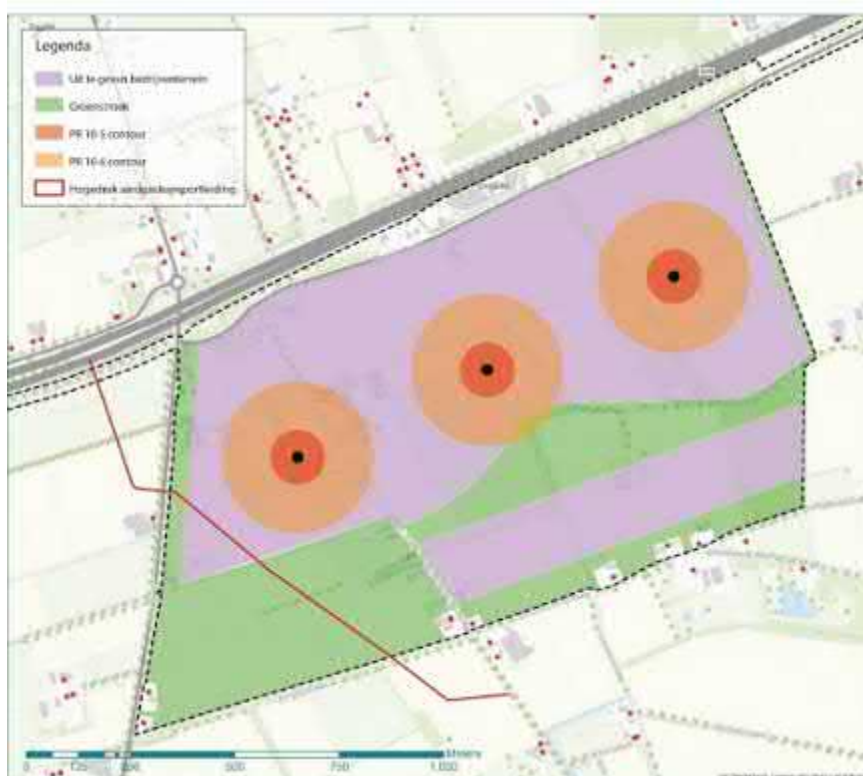 Legenda
Uit te geven bedrijventerrein
Groenstrook
PR 10-5 contour
PR 10-6 contour
Hogedruk aardgastransportleiding
0 125 250 500 750 1.000
Meters